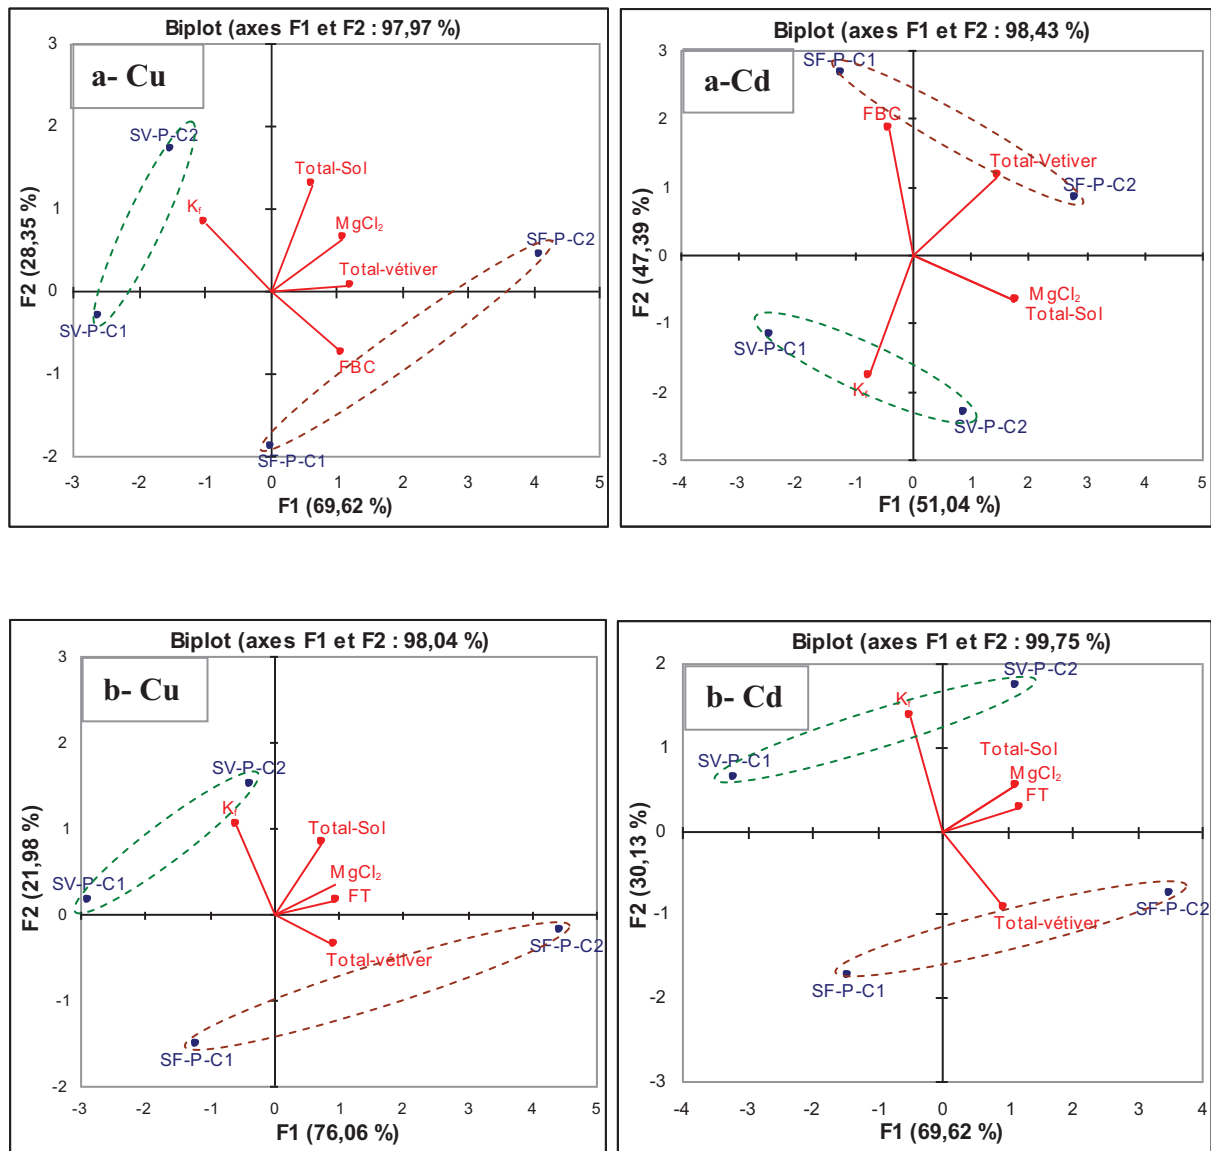 Biplot (axes F1 et F2 : 97,97 %)
a- Cu
3
2
1
0
-1
-2
F2 (28,35 %)
SV-P-C2
Total-Sol
Kf
MgCl2
SF-P-C2
Total-vétiver
SV-P-C1
FBC
SF-P-C1
-3 -2 -1 0 1 2 3 4 5
F1 (69,62 %)
Biplot (axes F1 et F2 : 98,43 %)
a-Cd
3
2
1
0
-1
-2
-3
F2 (47,39 %)
SF-P-C1
FBC
Total-Vetiver
SF-P-C2
MgCl2
Total-Sol
SV-P-C1
Kf
SV-P-C2
-4 -3 -2 -1 0 1 2 3 4 5
F1 (51,04 %)
Biplot (axes F1 et F2 : 98,04 %)
b- Cu
3
2
1
0
-1
-2
F2 (21,98 %)
SV-P-C2
Kf
Total-Sol
SV-P-C1
MgCl2
FT
SF-P-C2
Total-vétiver
SF-P-C1
-3 -2 -1 0 1 2 3 4 5
F1 (76,06 %)
Biplot (axes F1 et F2 : 99,75 %)
b- Cd
2
1
0
-1
-2
-3
F2 (30,13 %)
SV-P-C2
Kf
SV-P-C1
Total-Sol
MgCl2
FT
SF-P-C2
Total-vétiver
SF-P-C1
-4 -3 -2 -1 0 1 2 3 4
F1 (69,62 %)